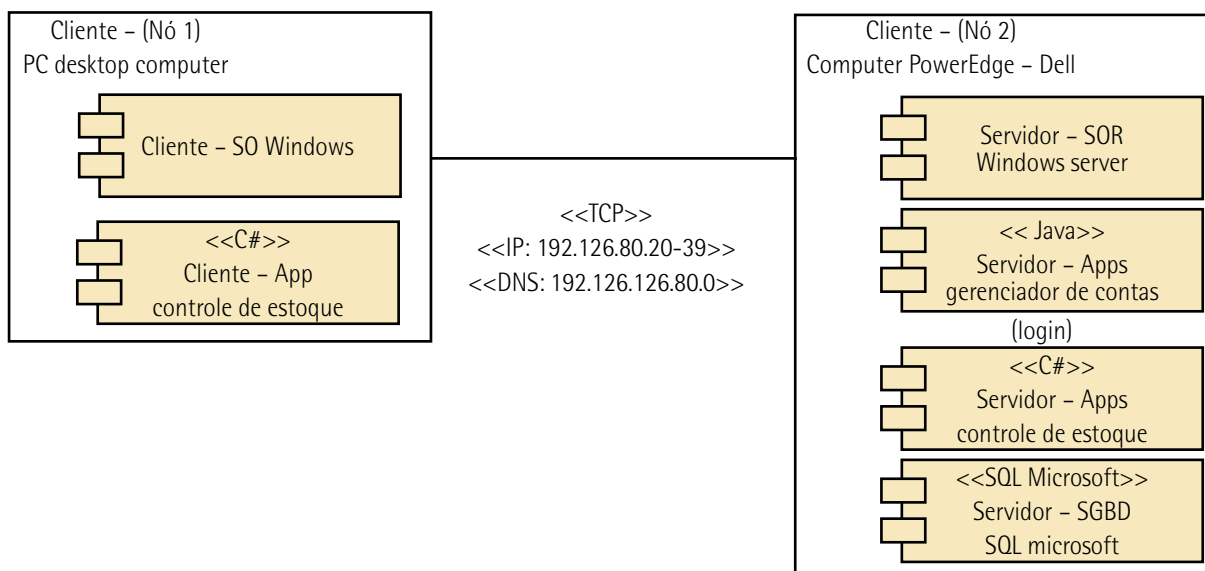 Cliente – (Nó 1)
PC desktop computer
Cliente – SO Windows
<<C#>>
Cliente – App
controle de estoque
<<TCP>>
<<IP: 192.126.80.20-39>>
<<DNS: 192.126.126.80.0>>
Cliente – (Nó 2)
Computer PowerEdge – Dell
Servidor – SOR
Windows server
<< Java>>
Servidor – Apps
gerenciador de contas
(login)
<<C#>>
Servidor – Apps
controle de estoque
<<SQL Microsoft>>
Servidor – SGBD
SQL microsoft